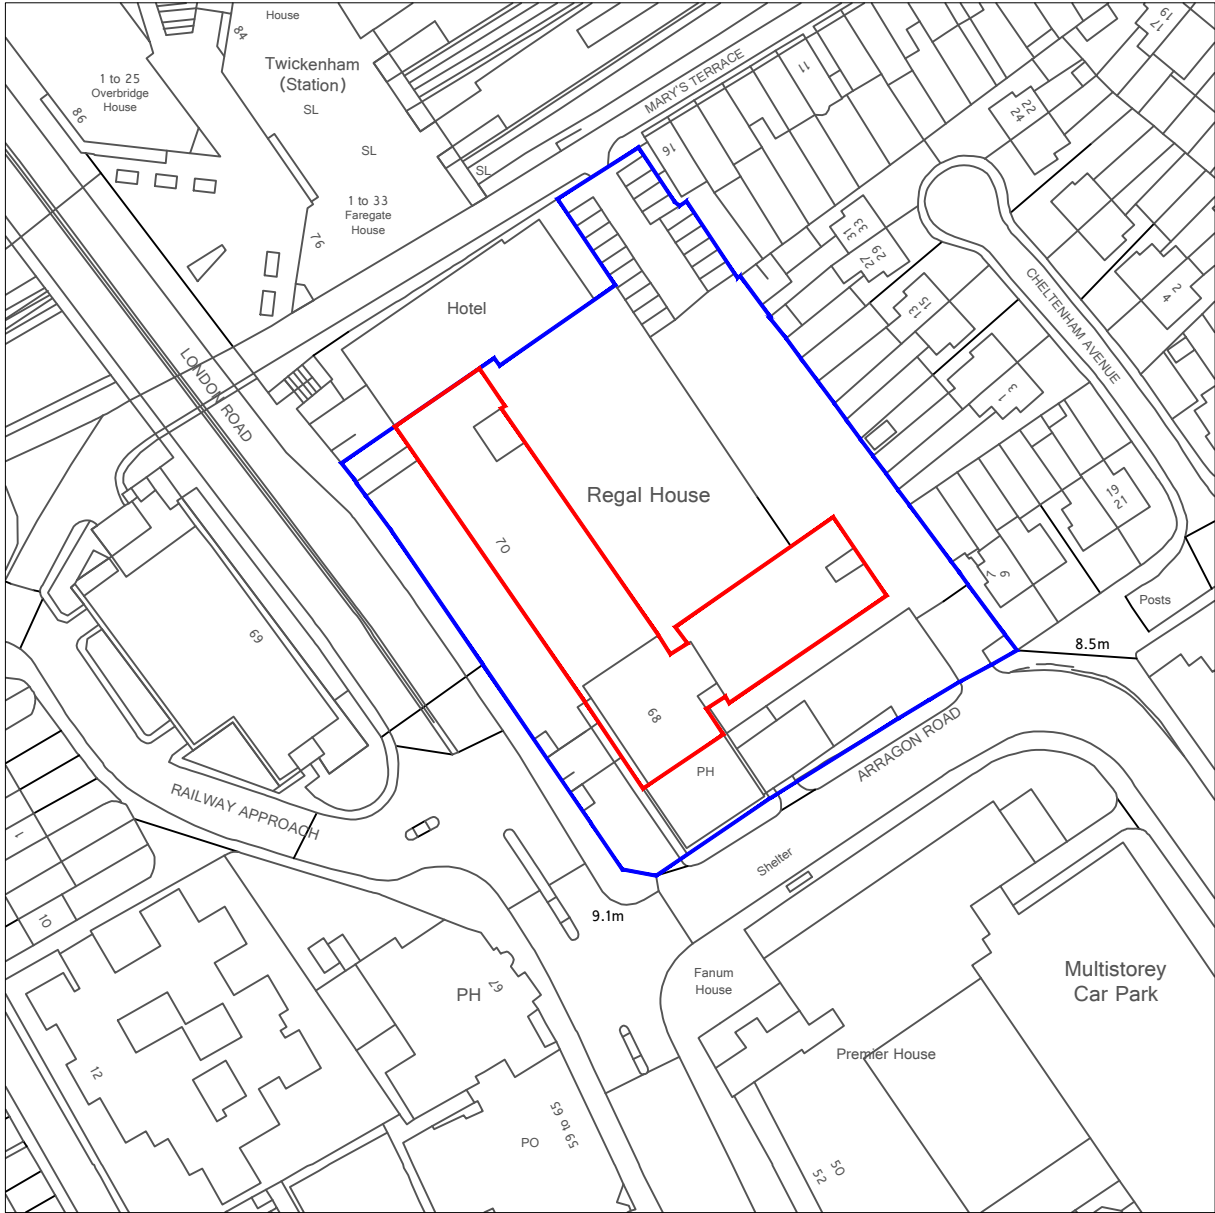 House
84
Twickenham
(Station)
SL
1 to 25
Overbridge
House
86
SL
SL
1 to 33
Faregate
House
76
MARY'S TERRACE
11
16
19
17
22
24
33
31
29
27
15
13
2
4
CHELTENHAM AVENUE
3
1
Hotel
LONDON ROAD
Regal House
70
19
21
9
7
Posts
8.5m
69
68
PH
ARRAGON ROAD
RAILWAY APPROACH
1
10
Shelter
9.1m
Fanum
House
Multistorey
Car Park
PH
67
Premier House
12
59 to 65
PO
50
52